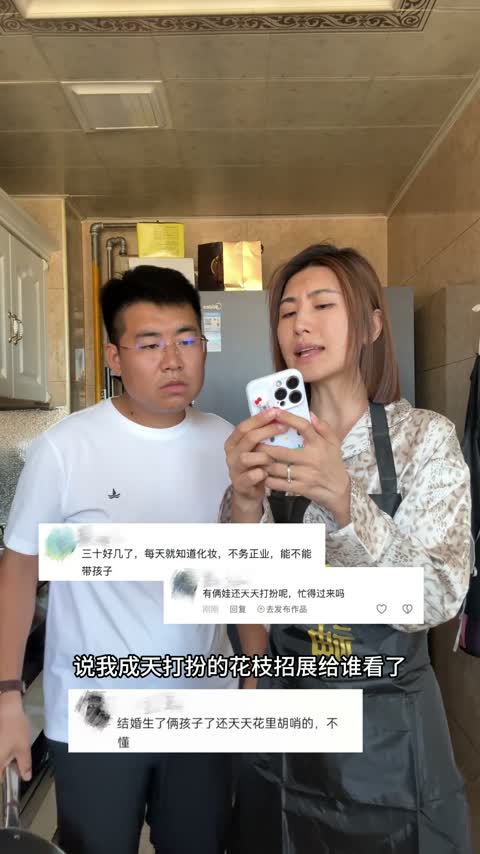 三十好几了，每天就知道化妆，不务正业，能不能
带孩子
有俩娃还天天打扮呢，忙得过来吗
刚刚 回复 去发布作品
说我成天打扮的花枝招展给谁看了
结婚生了俩孩子了还天天花里胡哨的，不
懂